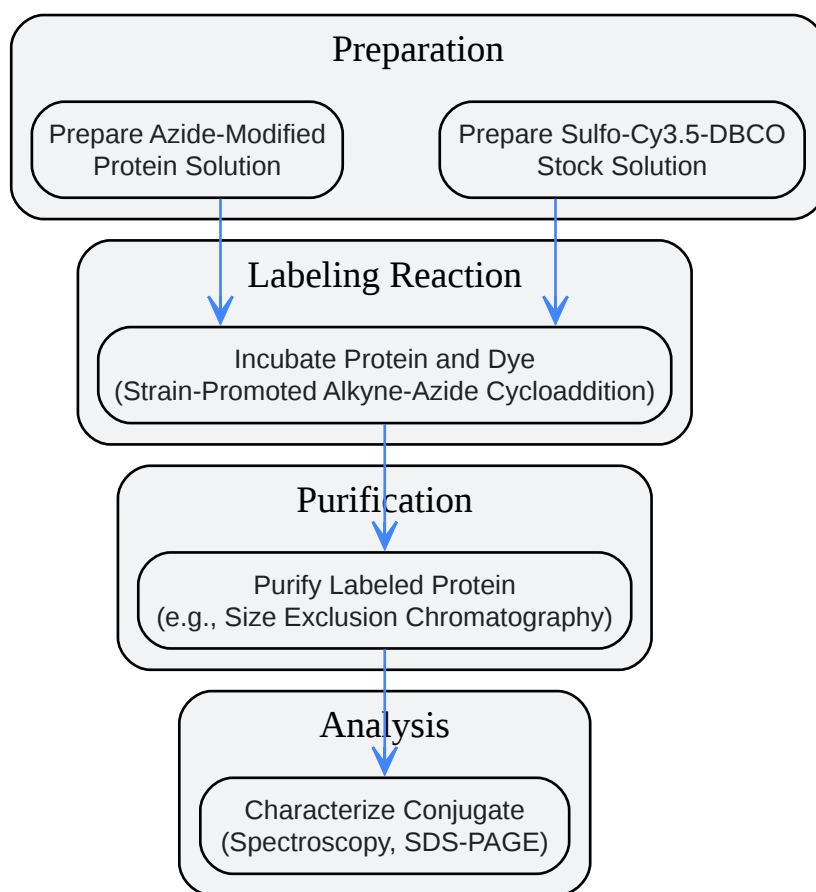 Preparation
Prepare Azide-Modified
Protein Solution
Prepare Sulfo-Cy3.5-DBCO
Stock Solution
Labeling Reaction
Incubate Protein and Dye
(Strain-Promoted Alkyne-Azide Cycloaddition)
Purification
Purify Labeled Protein
(e.g., Size Exclusion Chromatography)
Analysis
Characterize Conjugate
(Spectroscopy, SDS-PAGE)